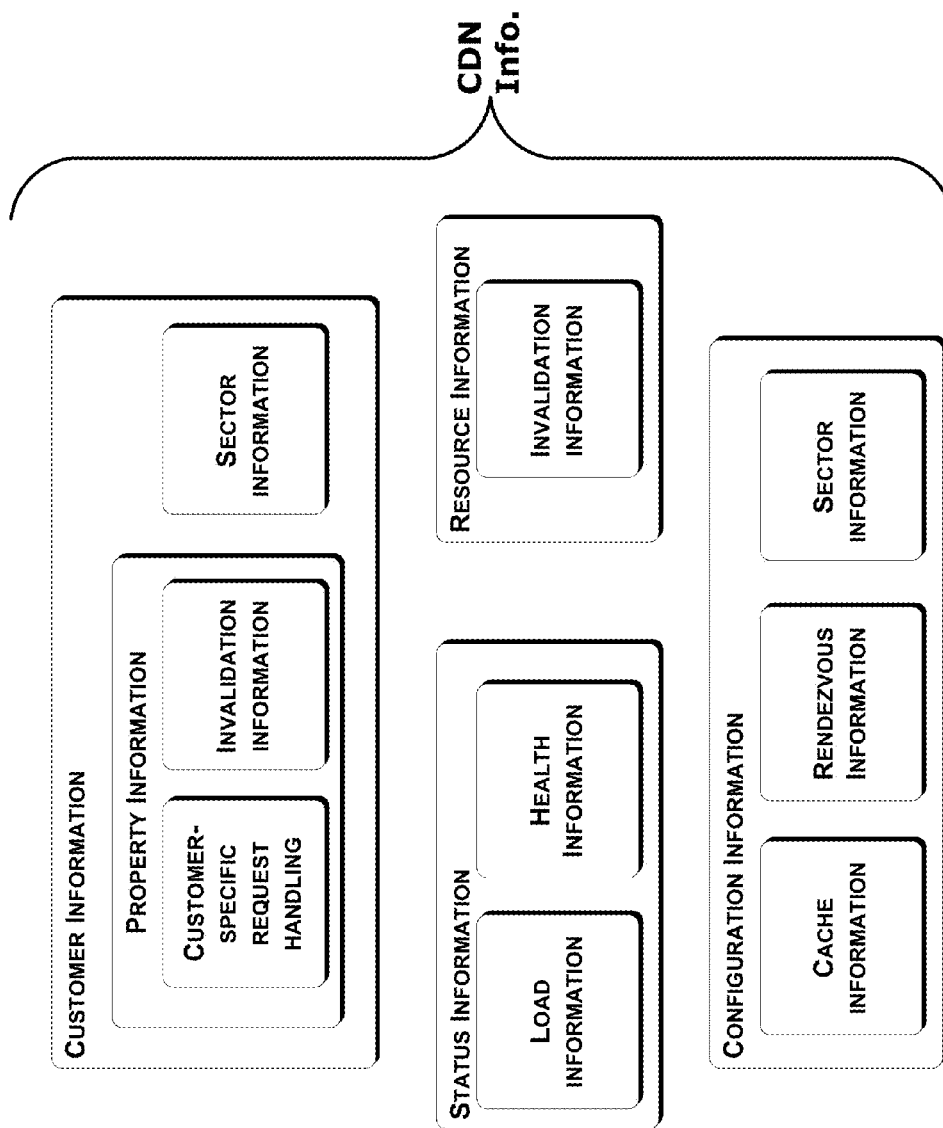 CUSTOMER INFORMATION
PROPERTY INFORMATION
CUSTOMER-
SPECIFIC
REQUEST
HANDLING
INVALIDATION
INFORMATION
SECTOR
INFORMATION
STATUS INFORMATION
LOAD
INFORMATION
HEALTH
INFORMATION
RESOURCE INFORMATION
INVALIDATION
INFORMATION
CONFIGURATION INFORMATION
CACHE
INFORMATION
RENDEZVOUS
INFORMATION
SECTOR
INFORMATION
CDN
Info.